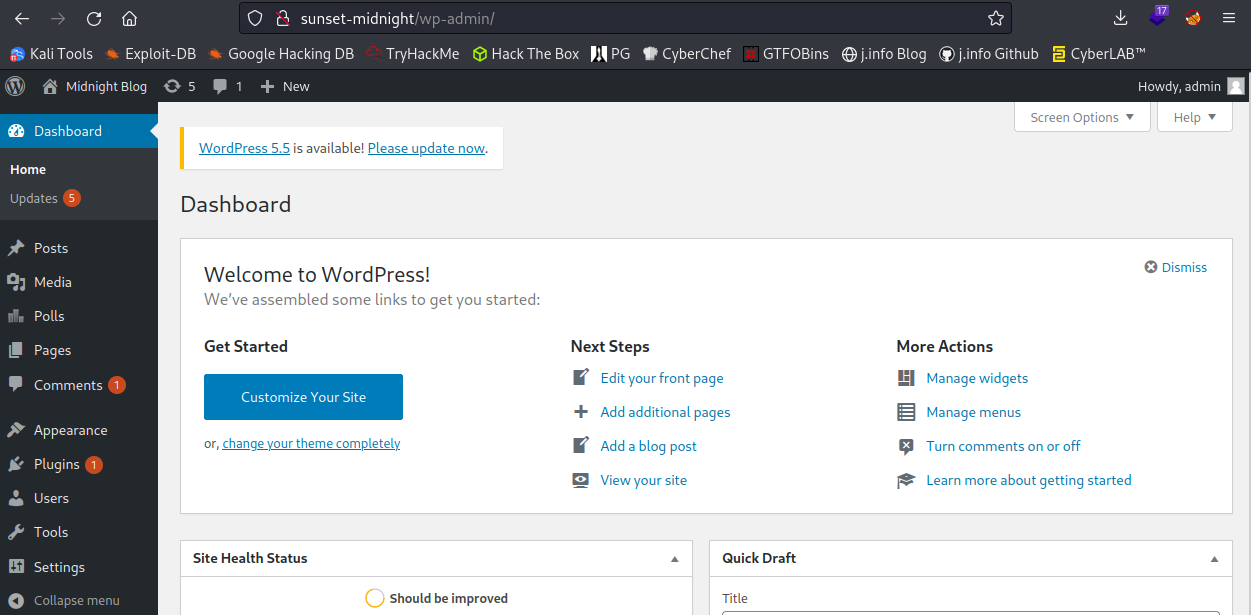 sunset-midnight/wp-admin/
17
Kali Tools Exploit-DB Google Hacking DB TryHackMe Hack The Box PG CyberChef GTFOBins j.info Blog j.info Github CyberLAB™
Midnight Blog 5 1 New Howdy, admin
Screen Options Help
Dashboard
Home
Updates 5
Posts
Media
Polls
Pages
Comments 1
Appearance
Plugins 1
Users
Tools
Settings
Collapse menu
WordPress 5.5 is available! Please update now.
Dashboard
Welcome to WordPress!
Dismiss
We've assembled some links to get you started:
Get Started
Customize Your Site
or, change your theme completely
Next Steps
Edit your front page
Add additional pages
Add a blog post
View your site
More Actions
Manage widgets
Manage menus
Turn comments on or off
Learn more about getting started
Site Health Status
Should be improved
Quick Draft
Title